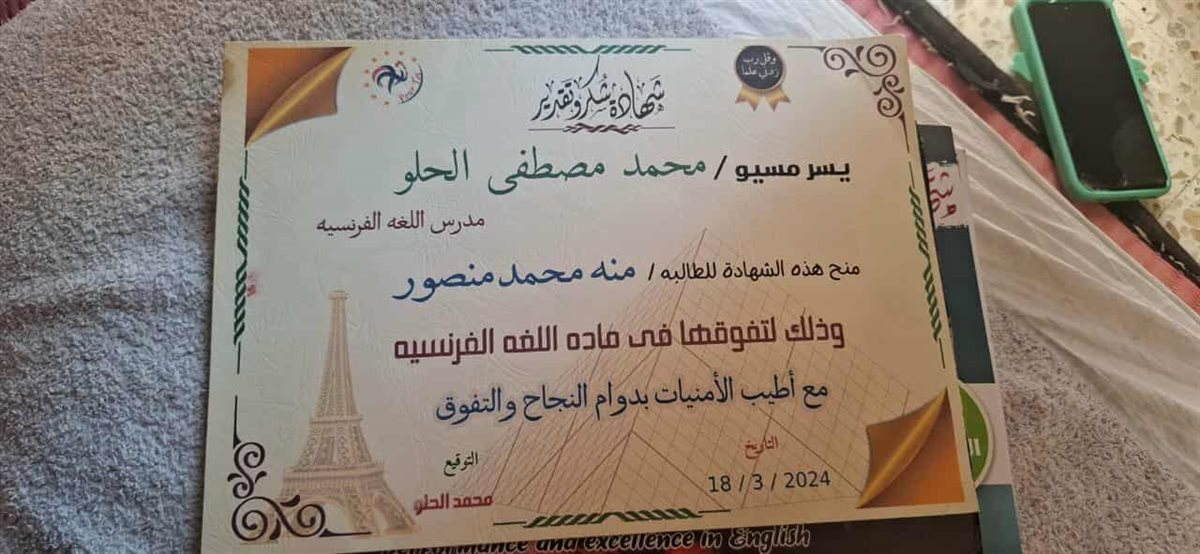 وقل رب
زدني علما
شهادة شكر وتقدير
يسر مسيو / محمد مصطفى الحلو
مدرس اللغه الفرنسيه
منح هذه الشهادة للطالبه / منه محمد منصور
وذلك لتفوقها فى ماده اللغه الفرنسيه
مع أطيب الأمنيات بدوام النجاح والتفوق
التاريخ
18 / 3 / 2024
التوقيع
محمد الحلو
and excellence in English